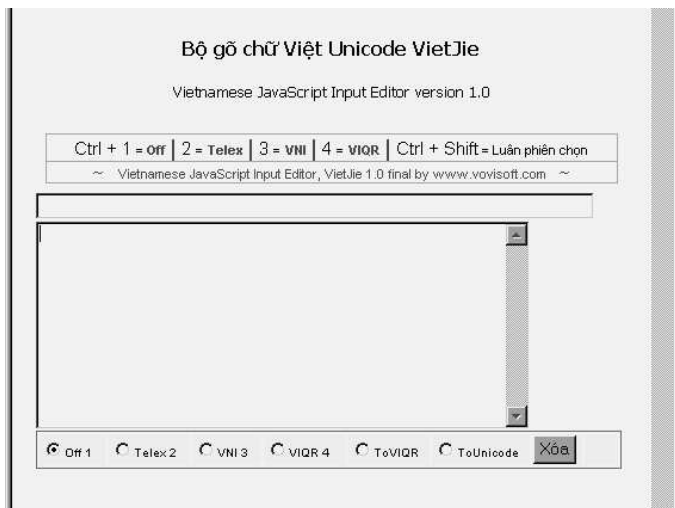 Bộ gõ chữ Việt Unicode VietJie
Vietnamese JavaScript Input Editor version 1.0
Ctrl + 1 = Off | 2 = Telex | 3 = VNI | 4 = VIQR | Ctrl + Shift = Luân phiên chọn
~ Vietnamese JavaScript Input Editor, VietJie 1.0 final by www.vovisoft.com ~
Off 1 Telex 2 VNI 3 VIQR 4 ToVIQR ToUnicode Xóa